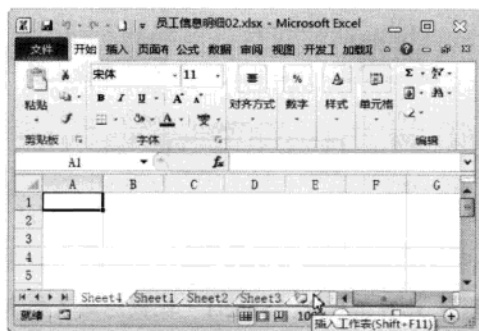 员工信息明细02.xlsx - Microsoft Excel
文件 开始 插入 页面布 公式 数据 审阅 视图 开发工 加载项
宋体 11 % A Σ
粘贴 B I U A A 对齐方式 数字 样式 单元格
剪贴板 字体 编辑
A1 fx
A B C D E F G
1
2
3
4
5
Sheet4 Sheet1 Sheet2 Sheet3
就绪 10
插入工作表(Shift+F11)